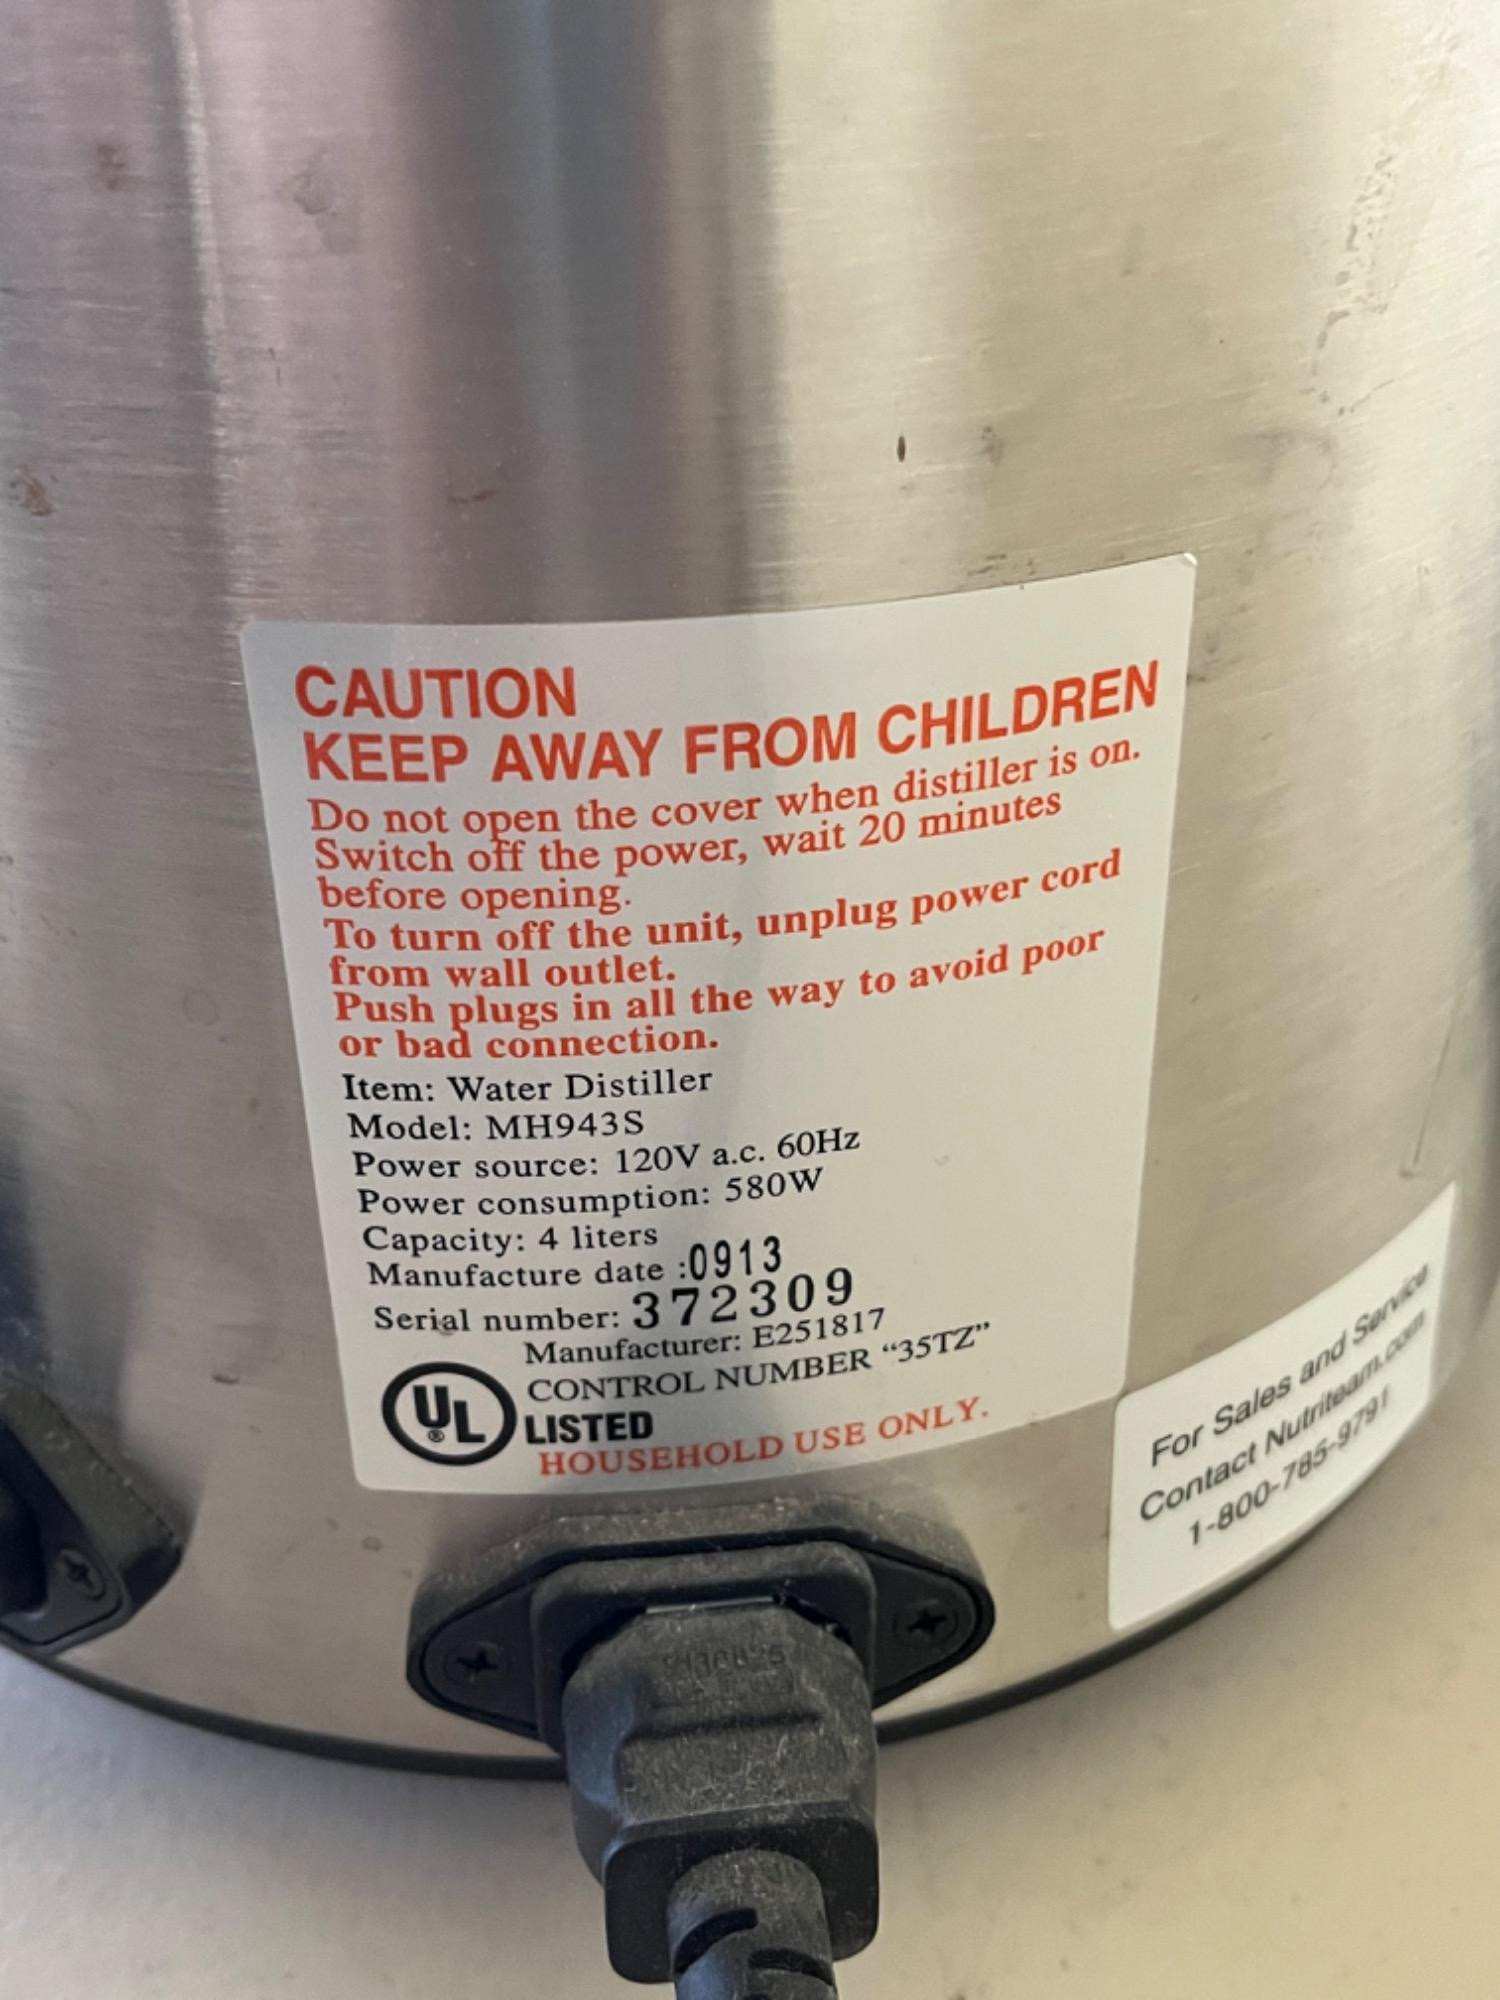 CAUTION
KEEP AWAY FROM CHILDREN
Do not open the cover when distiller is on.
Switch off the power, wait 20 minutes
before opening.
To turn off the unit, unplug power cord
from wall outlet.
Push plugs in all the way to avoid poor
or bad connection.
Item: Water Distiller
Model: MH943S
Power source: 120V a.c. 60Hz
Power consumption: 580W
Capacity: 4 liters
Manufacture date :0913
Serial number: 372309
Manufacturer: E251817
CONTROL NUMBER “35TZ”
UL® LISTED
HOUSEHOLD USE ONLY.
For Sales and Service
Contact Nutriteam.com
1-800-785-9791